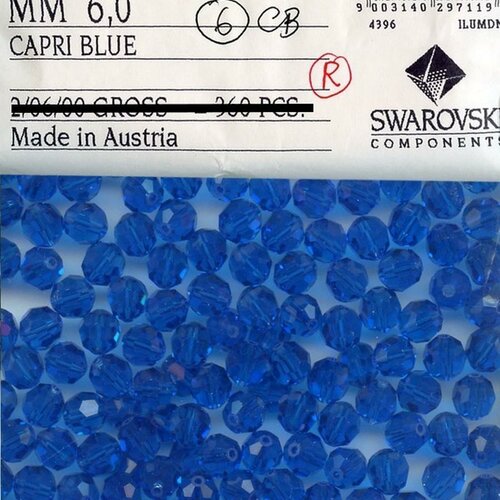 MM 6,0
6 CB
9 003140 297119
4396 ILUMDN
CAPRI BLUE
R
2/06/00 GROSS = 360 PCS.
Made in Austria
SWAROVSKI
COMPONENTS